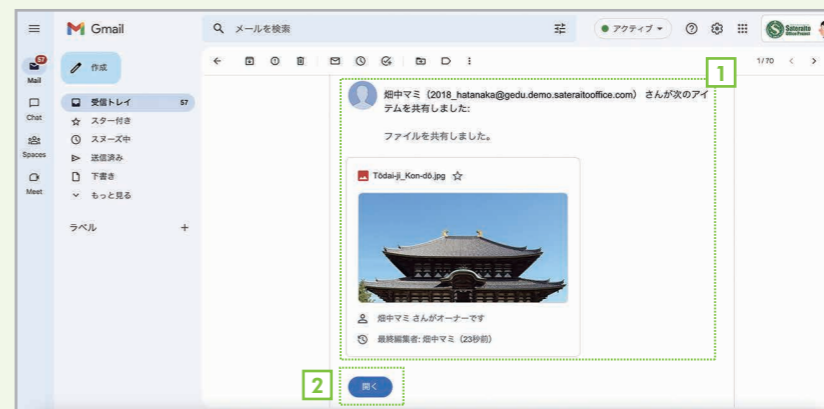 Gmail
メールを検索
アクティブ
Sateraito
Office Project
57
Mail
Chat
Spaces
Meet
作成
受信トレイ 57
スター付き
スヌーズ中
送信済み
下書き
もっと見る
ラベル +
1/70
1
畑中マミ（2018_hatanaka@gedu.demo.sateraitooffice.com） さんが次のアイ
テムを共有しました:
ファイルを共有しました。
Tōdai-ji_Kon-dō.jpg
畑中マミ さんがオーナーです
最終編集者: 畑中マミ（23秒前）
2
開く